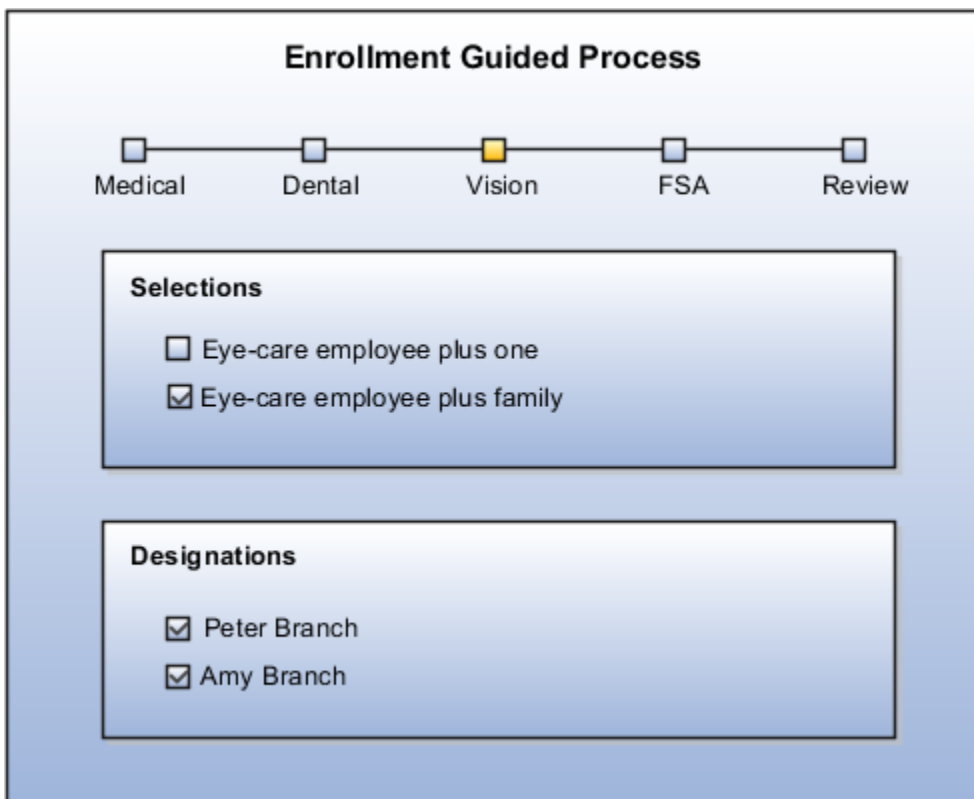 Enrollment Guided Process
Medical Dental Vision FSA Review
Selections
Eye-care employee plus one
Eye-care employee plus family
Designations
Peter Branch
Amy Branch